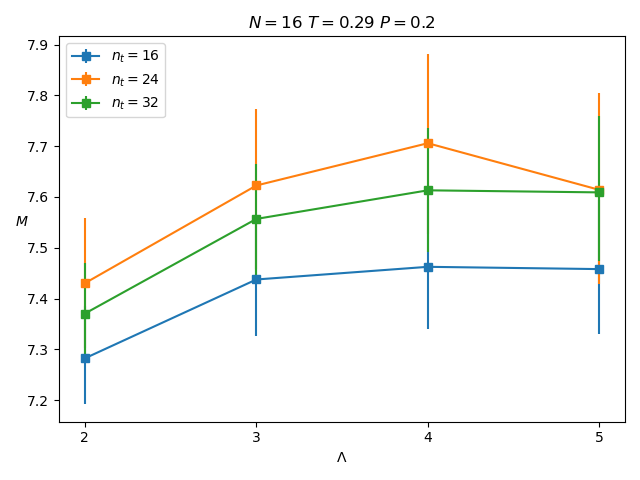 N = 16 T = 0.29 P = 0.2
n_t = 16
n_t = 24
n_t = 32
7.9
7.8
7.7
7.6
7.5
7.4
7.3
7.2
M
2 3 4 5
Λ